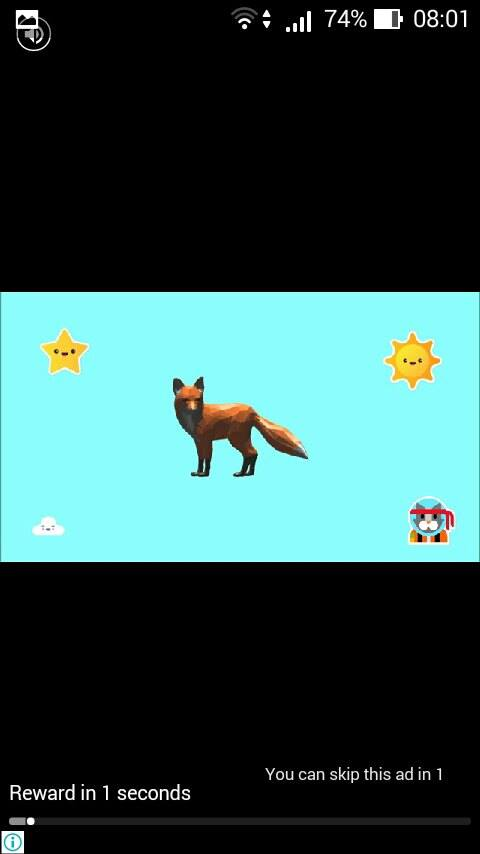 74% 08:01
You can skip this ad in 1
Reward in 1 seconds